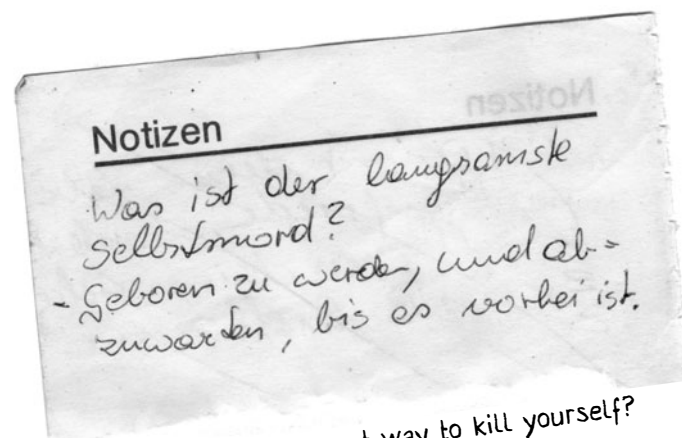 Notizen
Was ist der langsamste
Selbstmord?
- Geboren zu werden, und ab-
zuwarten, bis es vorbei ist.
way to kill yourself?